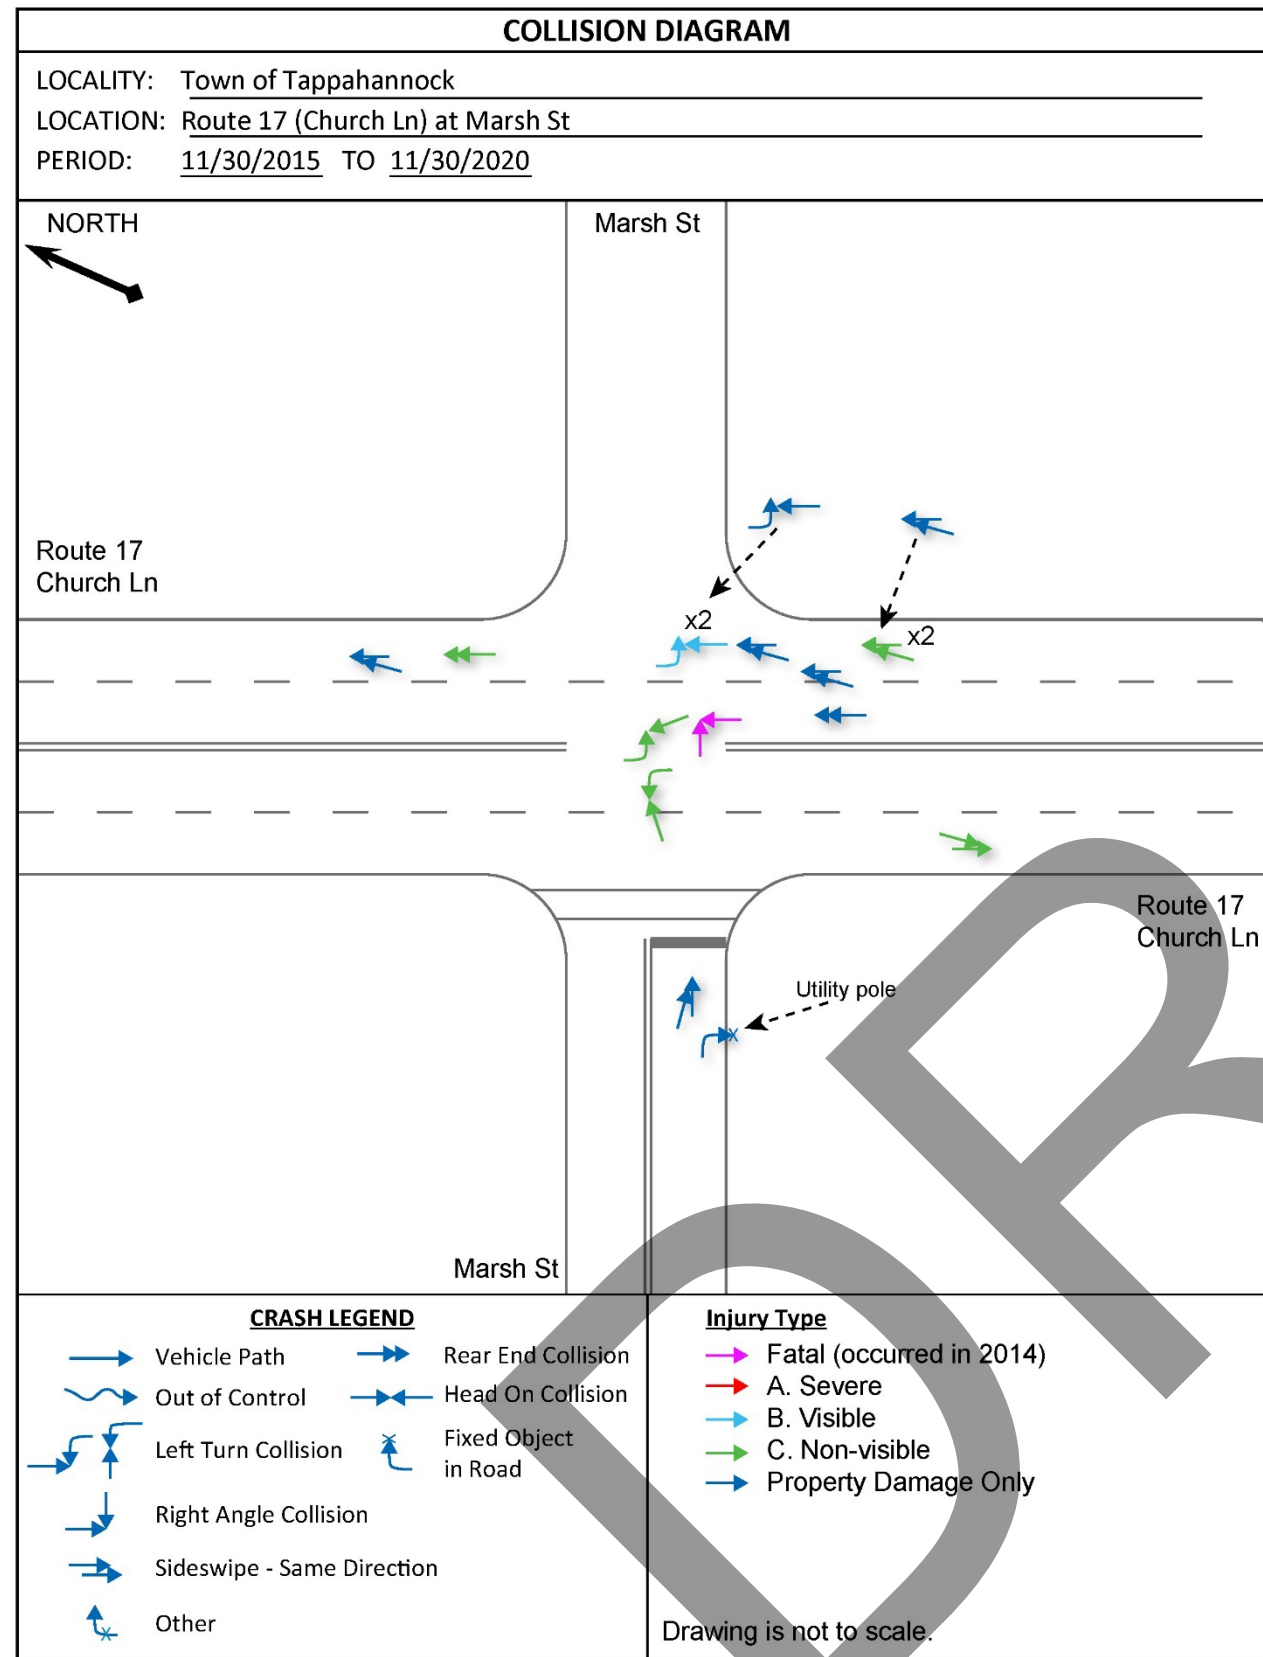 COLLISION DIAGRAM
LOCALITY: Town of Tappahannock
LOCATION: Route 17 (Church Ln) at Marsh St
PERIOD: 11/30/2015 TO 11/30/2020
NORTH
Marsh St
Route 17
Church Ln
x2
x2
Route 17
Church Ln
Utility pole
Marsh St
CRASH LEGEND
Vehicle Path
Rear End Collision
Out of Control
Head On Collision
Left Turn Collision
Fixed Object
in Road
Right Angle Collision
Sideswipe - Same Direction
Other
Injury Type
Fatal (occurred in 2014)
A. Severe
B. Visible
C. Non-visible
Property Damage Only
Drawing is not to scale.
DR